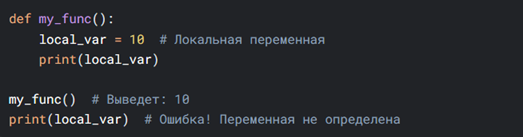 def my_func():
    local_var = 10  # Локальная переменная
    print(local_var)

my_func()  # Выведет: 10
print(local_var)  # Ошибка! Переменная не определена